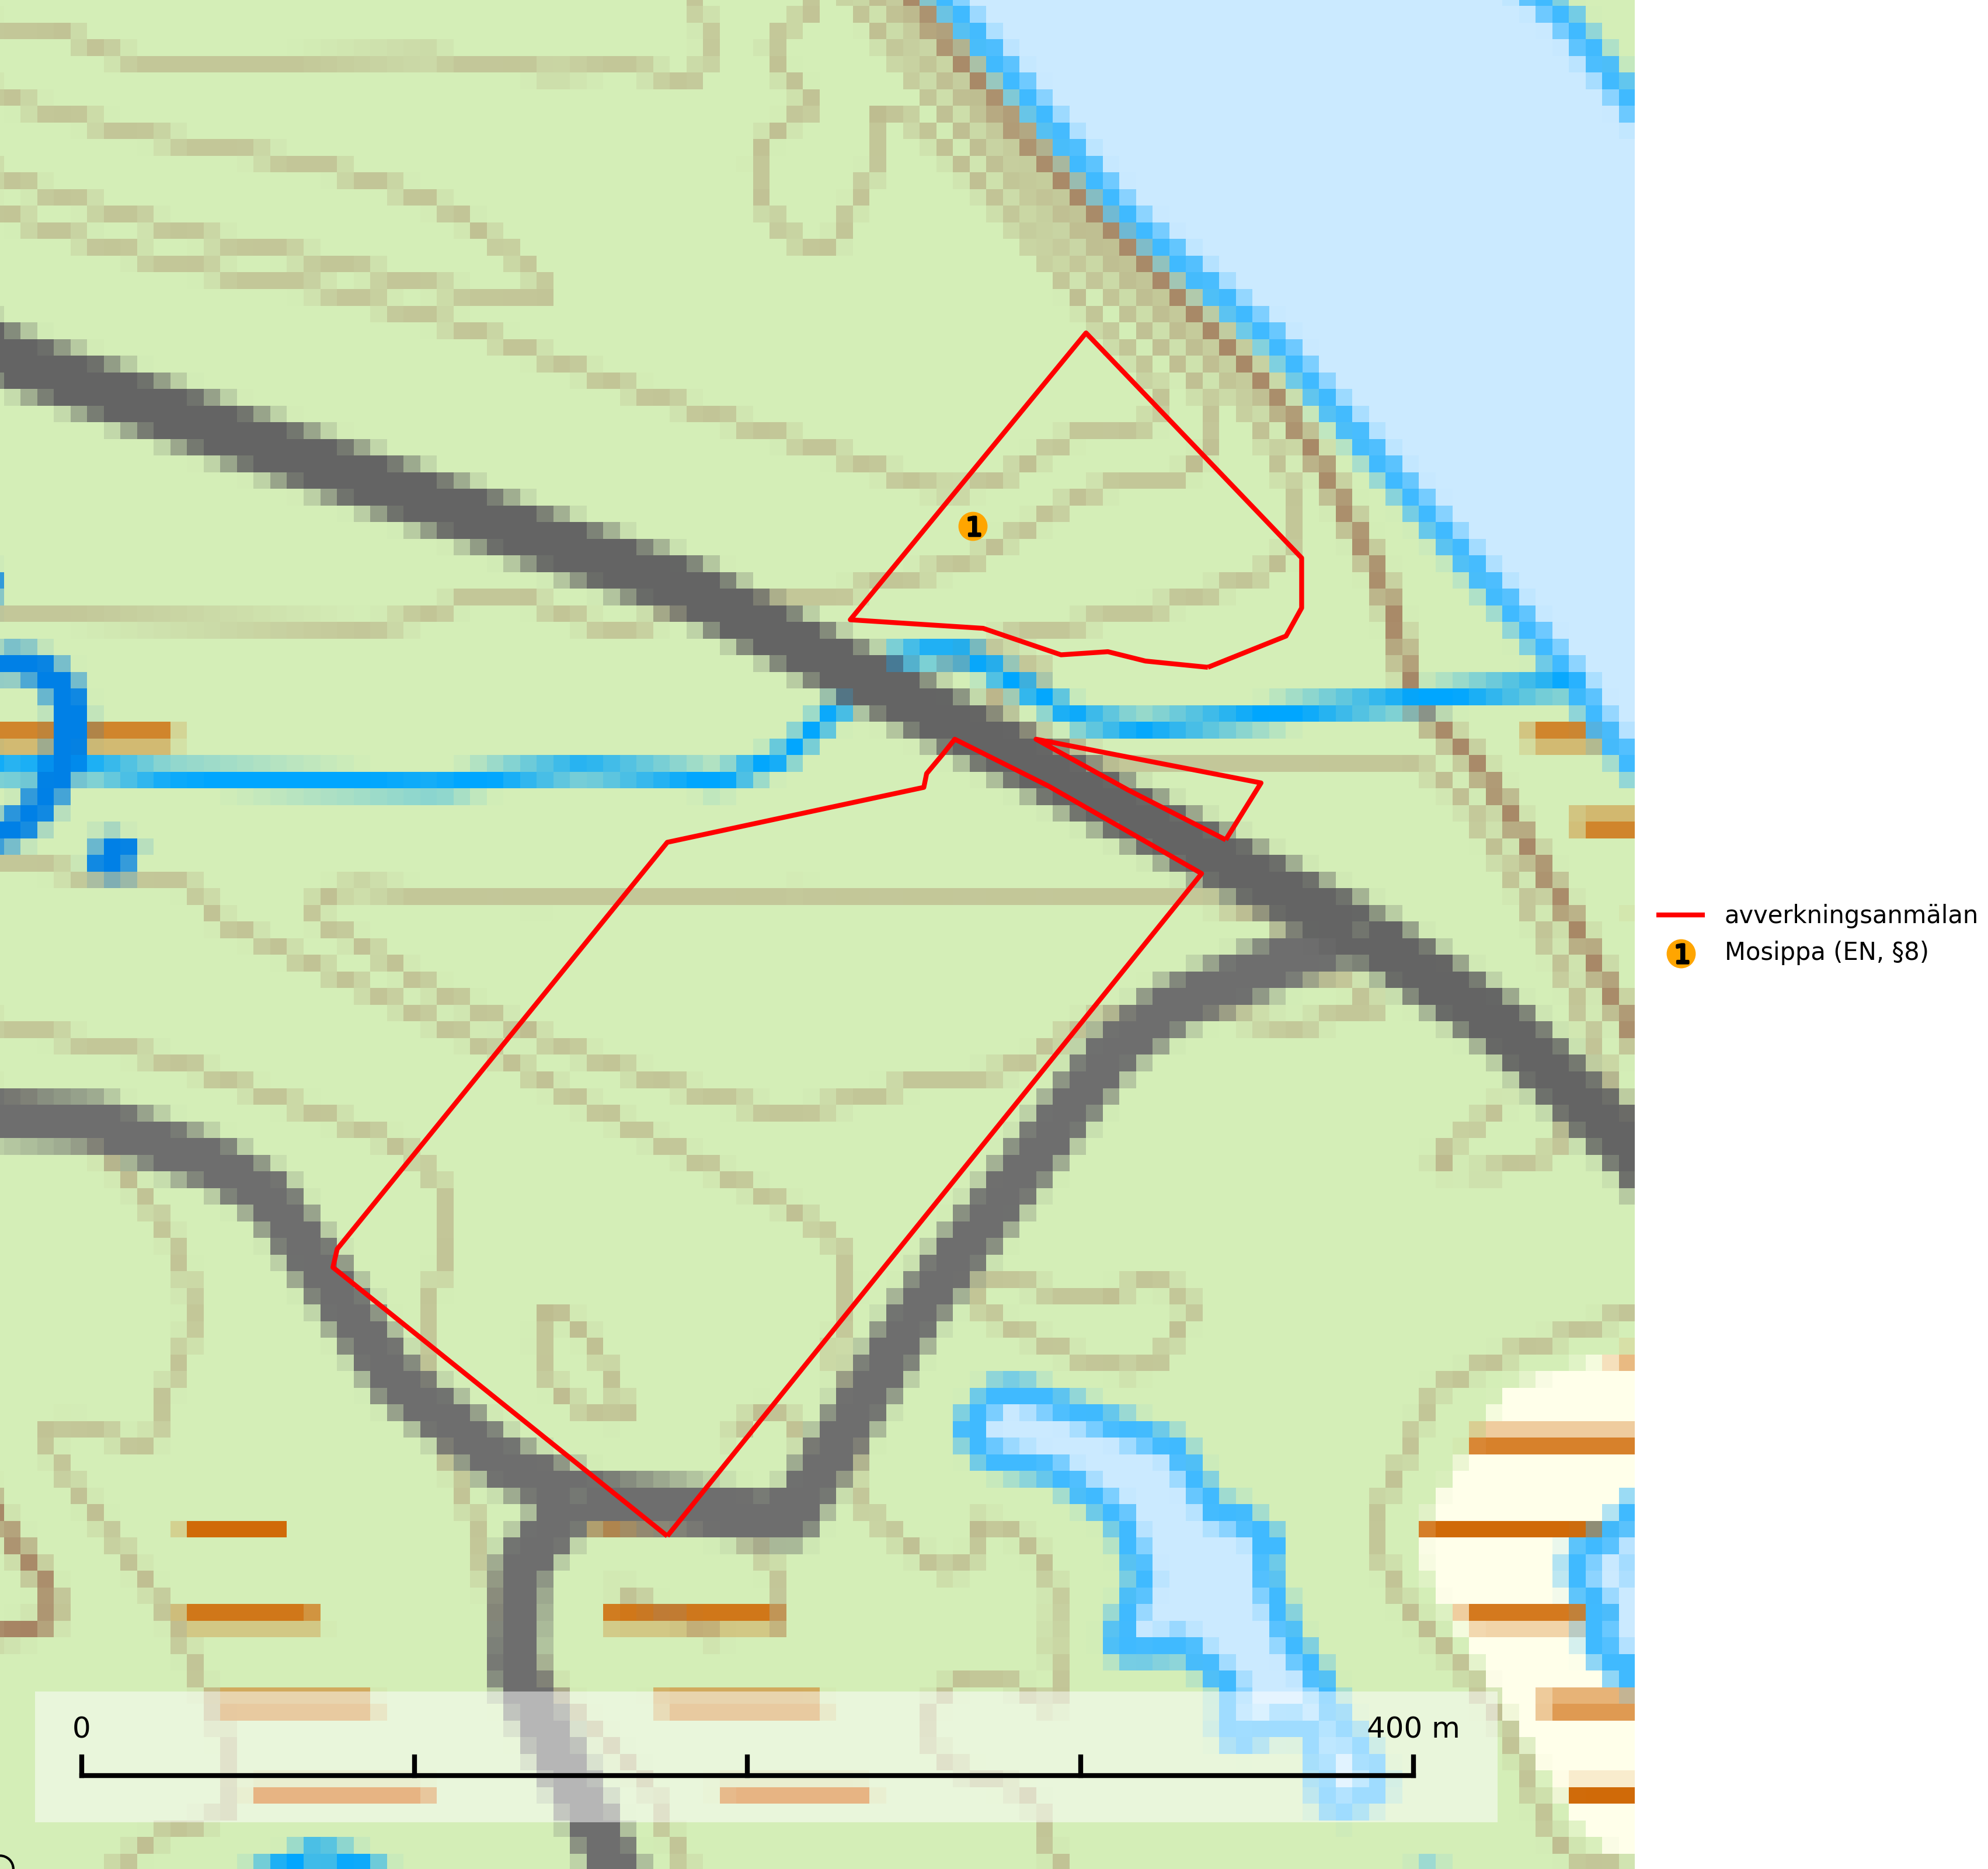 1
avverkningsanmälan
1 Mosippa (EN, §8)
0 400 m